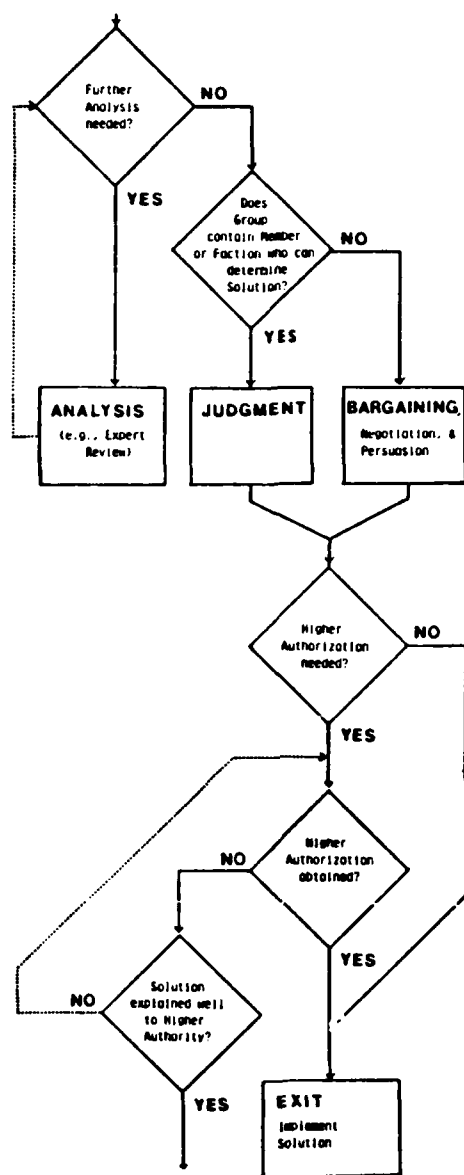 Further
Analysis
needed?
NO
YES
Does
Group
contain Member
or Faction who can
determine
Solution?
NO
YES
ANALYSIS
(e.g., Expert
Review)
JUDGMENT
BARGAINING,
Negotiation, &
Persuasion
Higher
Authorization
needed?
NO
YES
Higher
Authorization
obtained?
NO
YES
Solution
explained well
to Higher
Authority?
NO
YES
EXIT
Implement
Solution